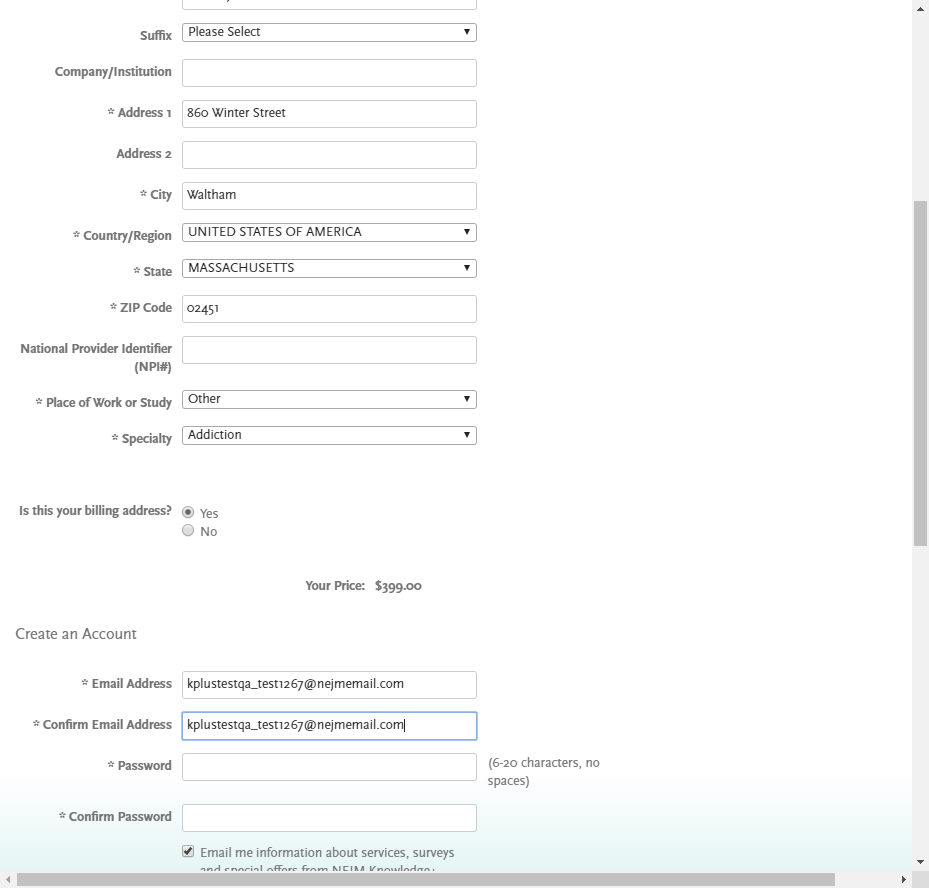 Suffix Please Select
Company/Institution
* Address 1 860 Winter Street
Address 2
* City Waltham
* Country/Region UNITED STATES OF AMERICA
* State MASSACHUSETTS
* ZIP Code 02451
National Provider Identifier
(NPI#)
* Place of Work or Study Other
* Specialty Addiction
Is this your billing address? Yes
No
Your Price: $399.00
Create an Account
* Email Address kplustestqa_test1267@nejmemail.com
* Confirm Email Address kplustestqa_test1267@nejmemail.com
* Password (6-20 characters, no
spaces)
* Confirm Password
Email me information about services, surveys
and special offers from NEJM Knowledge+